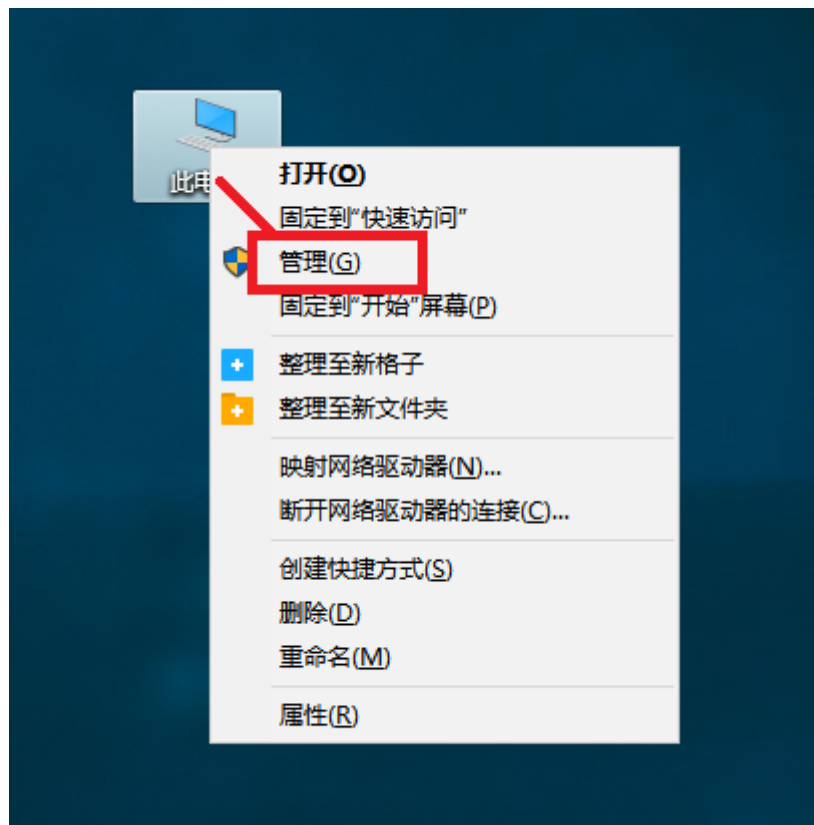 此电
打开(O)
固定到“快速访问”
管理(G)
固定到“开始”屏幕(P)
整理至新格子
整理至新文件夹
映射网络驱动器(N)...
断开网络驱动器的连接(C)...
创建快捷方式(S)
删除(D)
重命名(M)
属性(R)